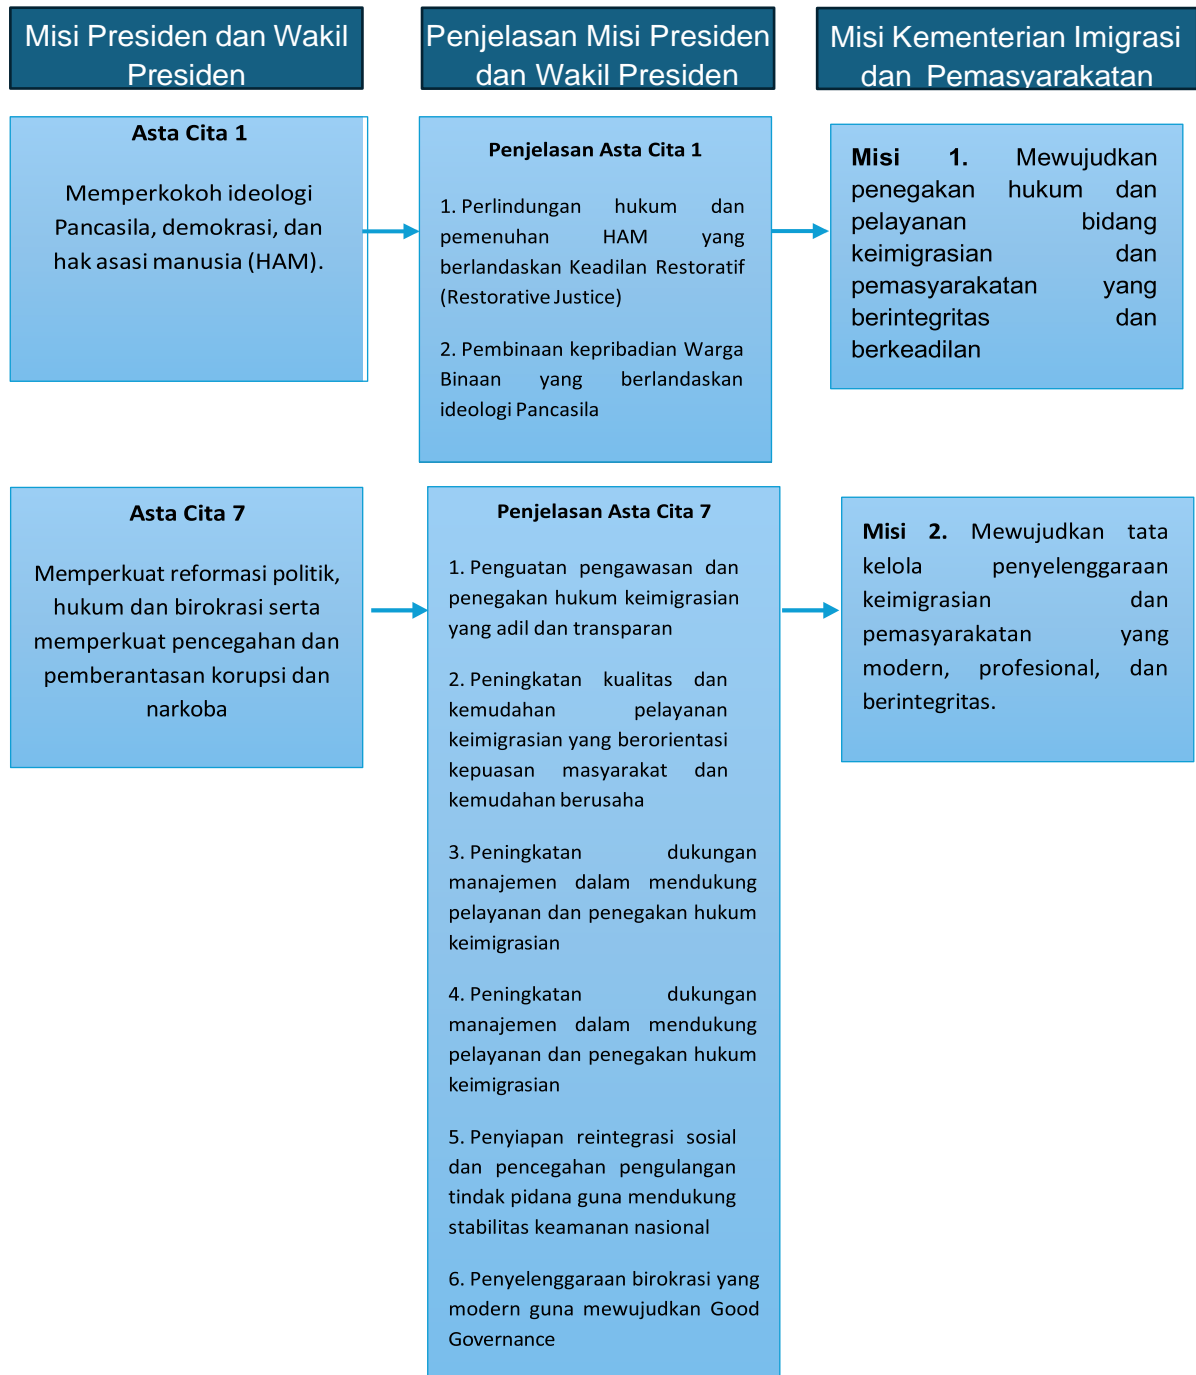 Misi Presiden dan Wakil
Presiden
Penjelasan Misi Presiden
dan Wakil Presiden
Misi Kementerian Imigrasi
dan Pemasyarakatan
Asta Cita 1
Memperkokoh ideologi
Pancasila, demokrasi, dan
hak asasi manusia (HAM).
Penjelasan Asta Cita 1
1. Perlindungan hukum dan
pemenuhan HAM yang
berlandaskan Keadilan Restoratif
(Restorative Justice)
2. Pembinaan kepribadian Warga
Binaan yang berlandaskan
ideologi Pancasila
Misi 1. Mewujudkan
penegakan hukum dan
pelayanan bidang
keimigrasian dan
pemasyarakatan yang
berintegritas dan
berkeadilan
Asta Cita 7
Memperkuat reformasi politik,
hukum dan birokrasi serta
memperkuat pencegahan dan
pemberantasan korupsi dan
narkoba
Penjelasan Asta Cita 7
1. Penguatan pengawasan dan
penegakan hukum keimigrasian
yang adil dan transparan
2. Peningkatan kualitas dan
kemudahan pelayanan
keimigrasian yang berorientasi
kepuasan masyarakat dan
kemudahan berusaha
3. Peningkatan dukungan
manajemen dalam mendukung
pelayanan dan penegakan hukum
keimigrasian
4. Peningkatan dukungan
manajemen dalam mendukung
pelayanan dan penegakan hukum
keimigrasian
5. Penyiapan reintegrasi sosial
dan pencegahan pengulangan
tindak pidana guna mendukung
stabilitas keamanan nasional
6. Penyelenggaraan birokrasi yang
modern guna mewujudkan Good
Governance
Misi 2. Mewujudkan tata
kelola penyelenggaraan
keimigrasian dan
pemasyarakatan yang
modern, profesional, dan
berintegritas.